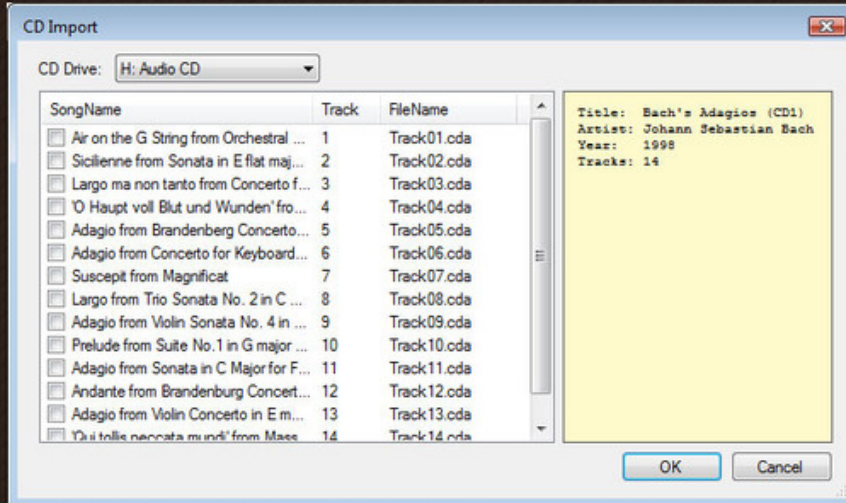 CD Import
CD Drive: H: Audio CD
SongName Track FileName
Air on the G String from Orchestral ... 1 Track01.cda
Sicilienne from Sonata in E flat maj... 2 Track02.cda
Largo ma non tanto from Concerto f... 3 Track03.cda
'O Haupt voll Blut und Wunden' fro... 4 Track04.cda
Adagio from Brandenberg Concerto... 5 Track05.cda
Adagio from Concerto for Keyboard... 6 Track06.cda
Suscepit from Magnificat 7 Track07.cda
Largo from Trio Sonata No. 2 in C ... 8 Track08.cda
Adagio from Violin Sonata No. 4 in ... 9 Track09.cda
Prelude from Suite No.1 in G major ... 10 Track10.cda
Adagio from Sonata in C Major for F... 11 Track11.cda
Andante from Brandenburg Concert... 12 Track12.cda
Adagio from Violin Concerto in E m... 13 Track13.cda
'Qui tollis peccata mundi' from Mass 14 Track14.cda
Title: Bach's Adagios (CD1)
Artist: Johann Sebastian Bach
Year: 1998
Tracks: 14
OK Cancel